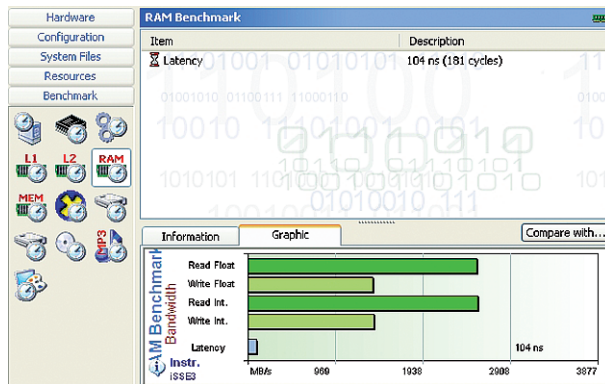 Hardware
Configuration
System Files
Resources
Benchmark
L1 L2 RAM
MEM
MP3
RAM Benchmark
Item Description
Latency 104 ns (181 cycles)
Information Graphic Compare with...
AM Benchmark
Bandwidth
Read Float
Write Float
Read Int.
Write Int.
Latency 104 ns
Instr.
iSSE3
MB/s 969 1938 2908 3877